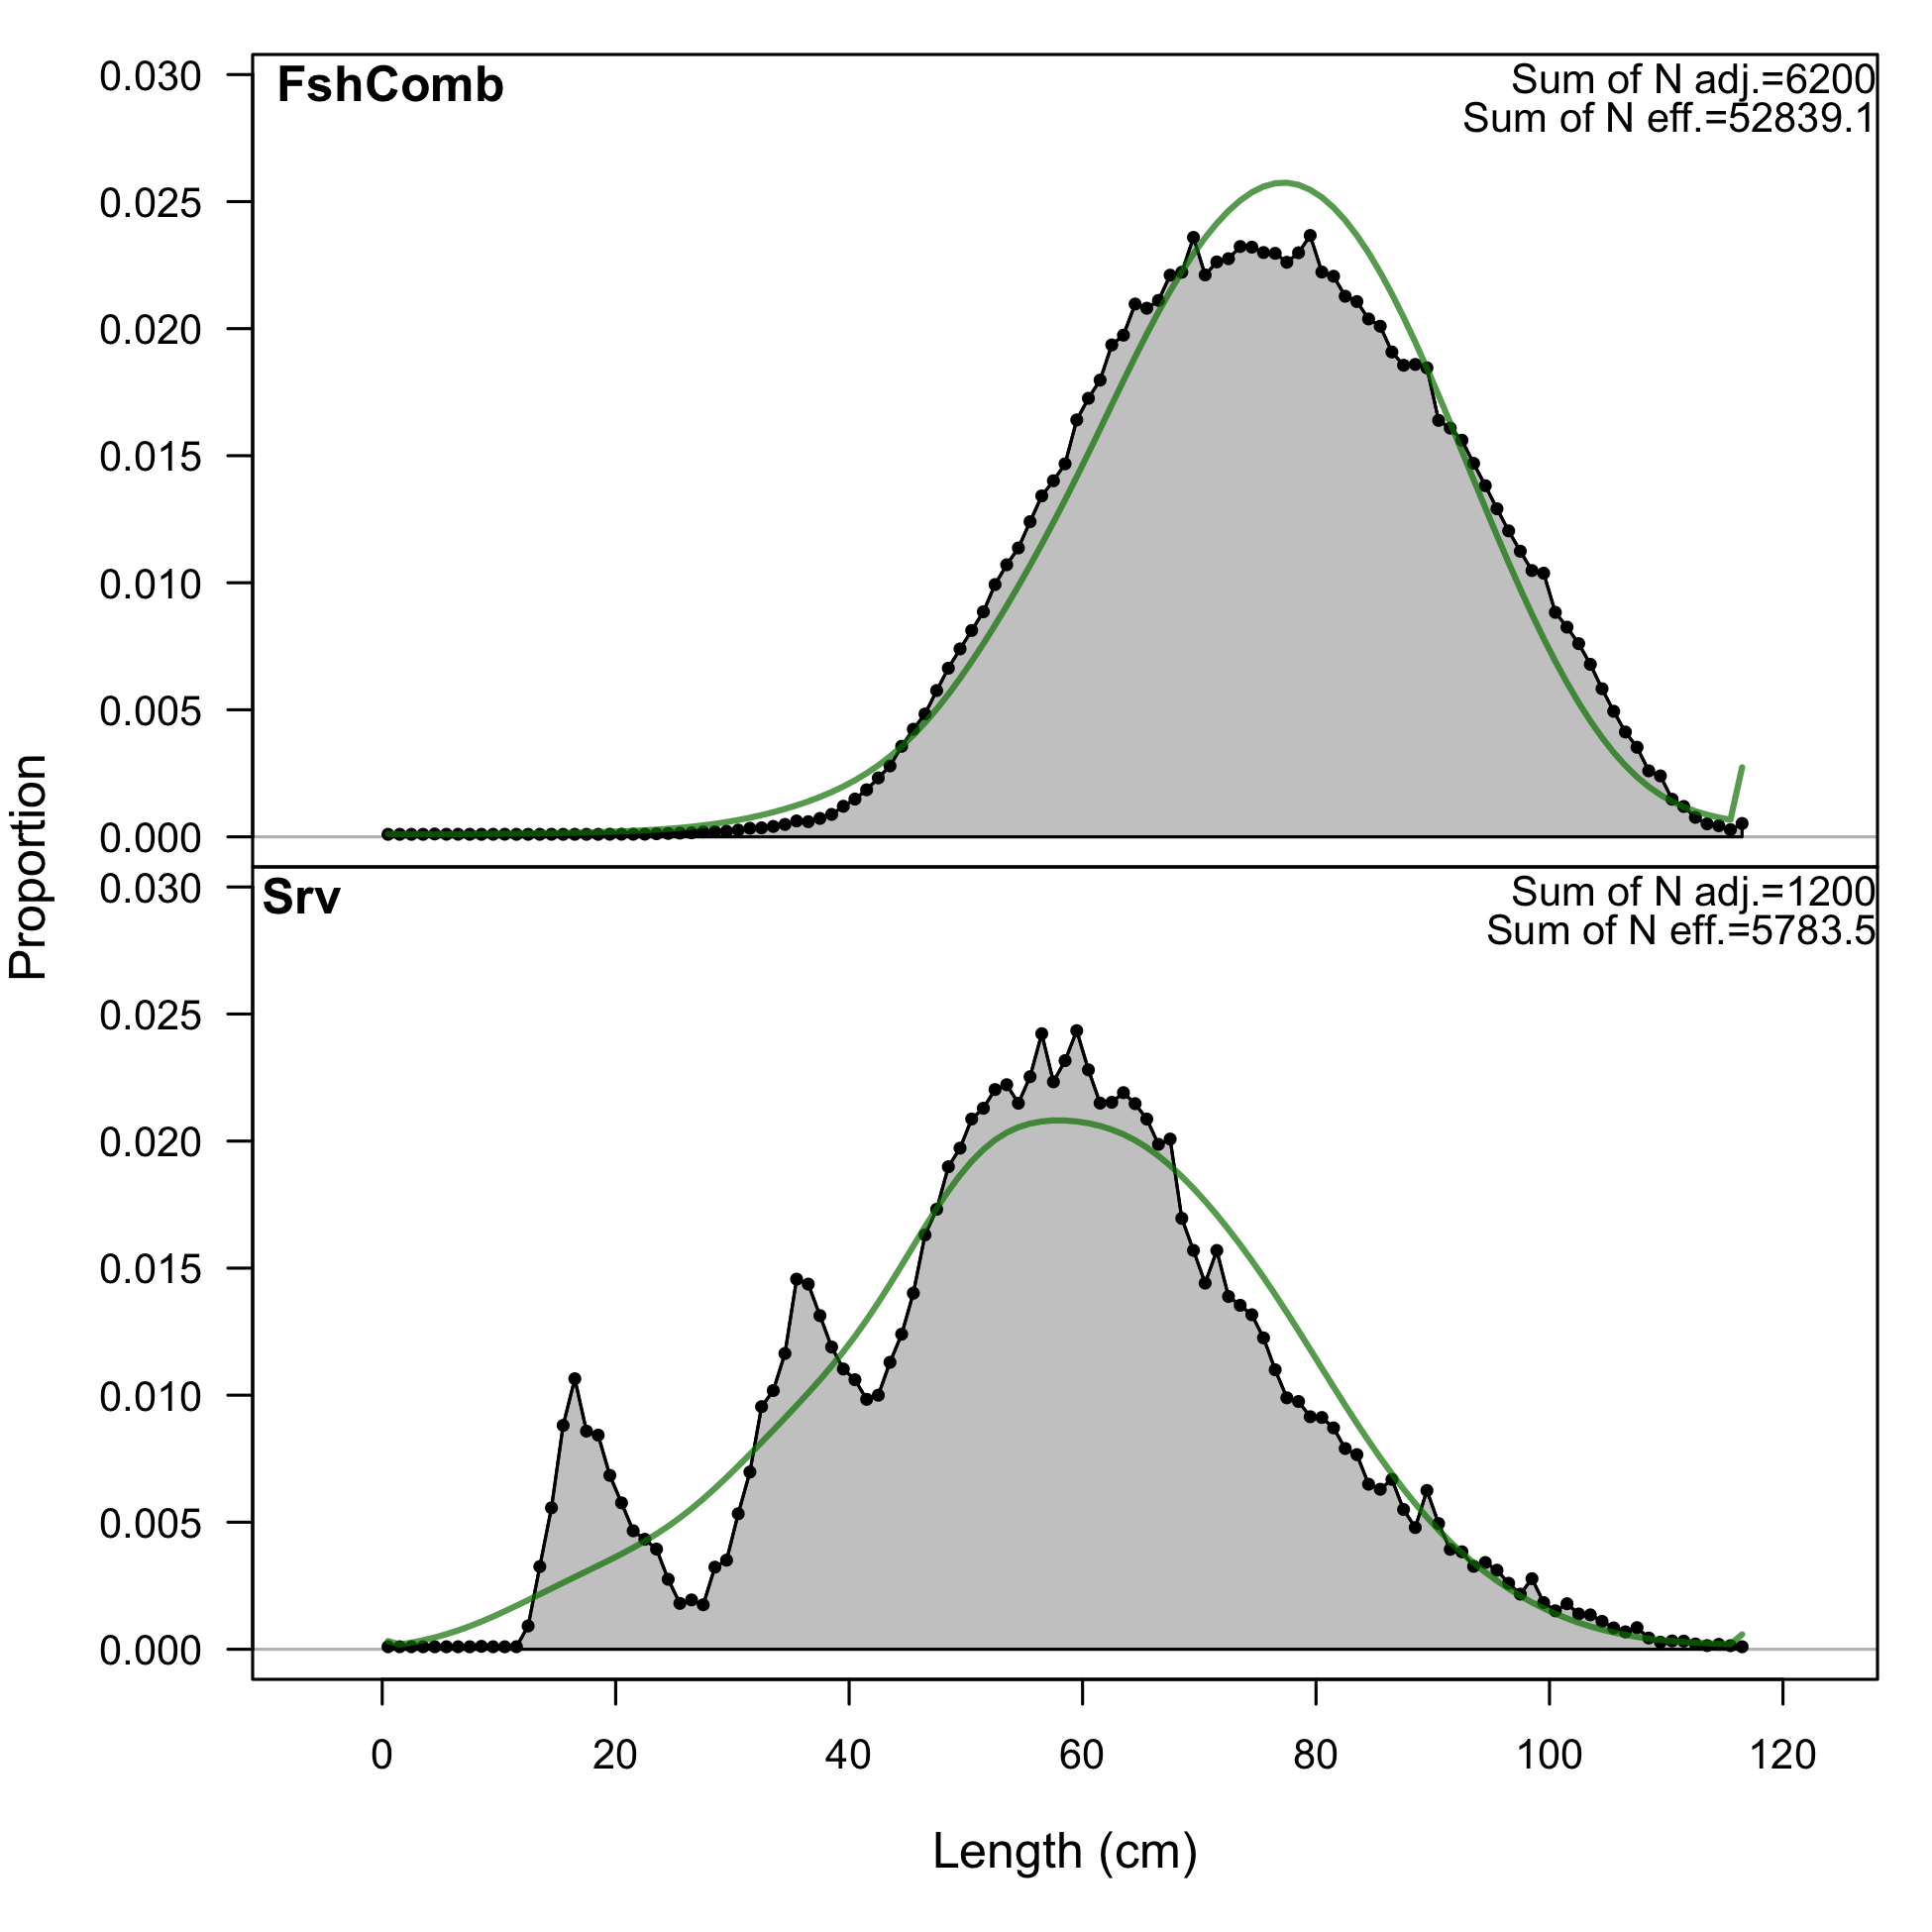 FshComb
Sum of N adj.=6200
Sum of N eff.=52839.1
0.030
0.025
0.020
0.015
0.010
0.005
0.000
Proportion
Srv
Sum of N adj.=1200
Sum of N eff.=5783.5
0.030
0.025
0.020
0.015
0.010
0.005
0.000
0 20 40 60 80 100 120
Length (cm)